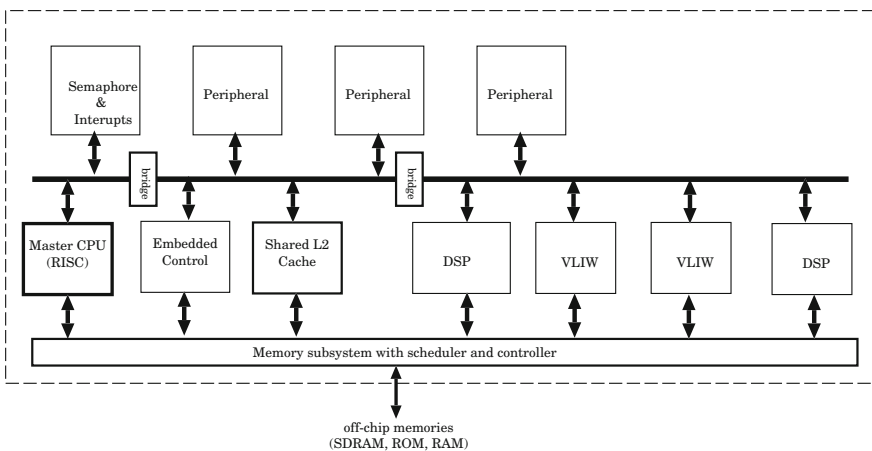 Semaphore
&
Interupts
Peripheral
Peripheral
Peripheral
bridge
bridge
Master CPU
(RISC)
Embedded
Control
Shared L2
Cache
DSP
VLIW
VLIW
DSP
Memory subsystem with scheduler and controller
off-chip memories
(SDRAM, ROM, RAM)